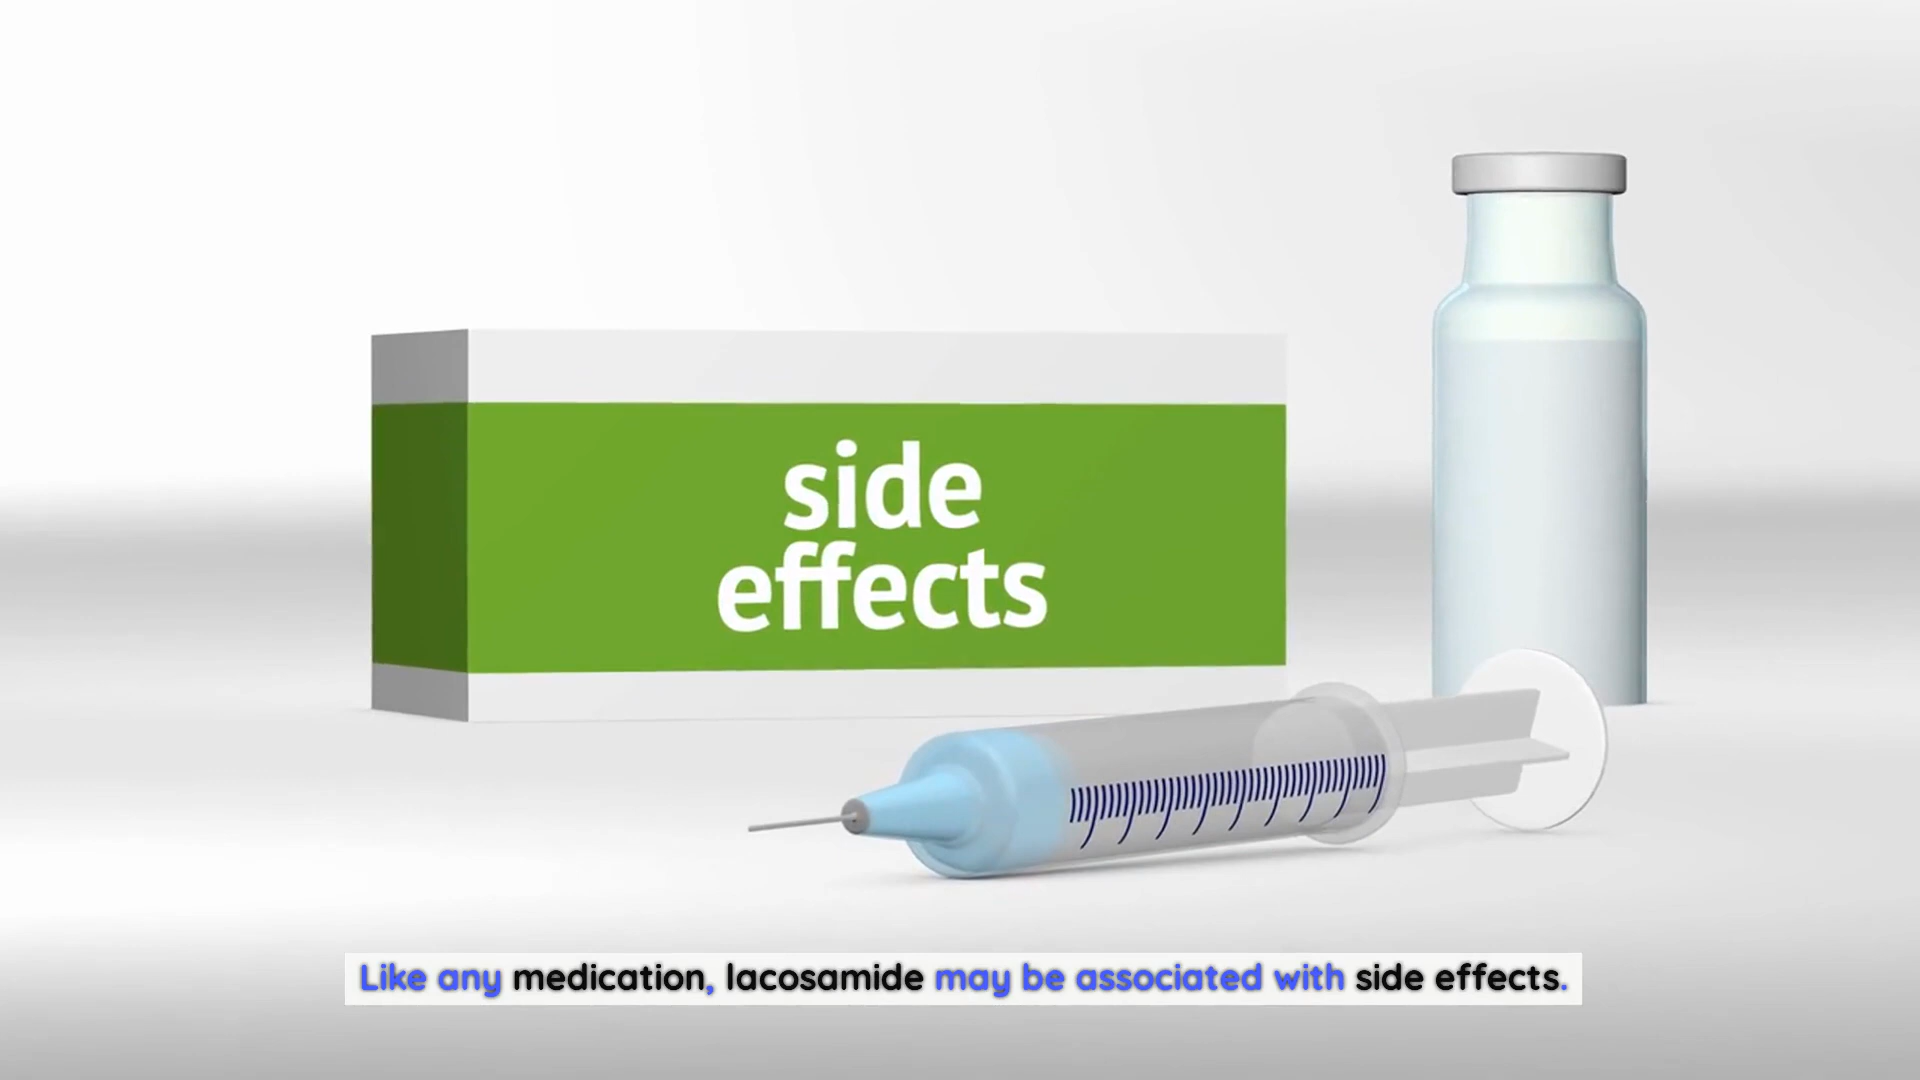 side
effects
Like any medication, lacosamide may be associated with side effects.